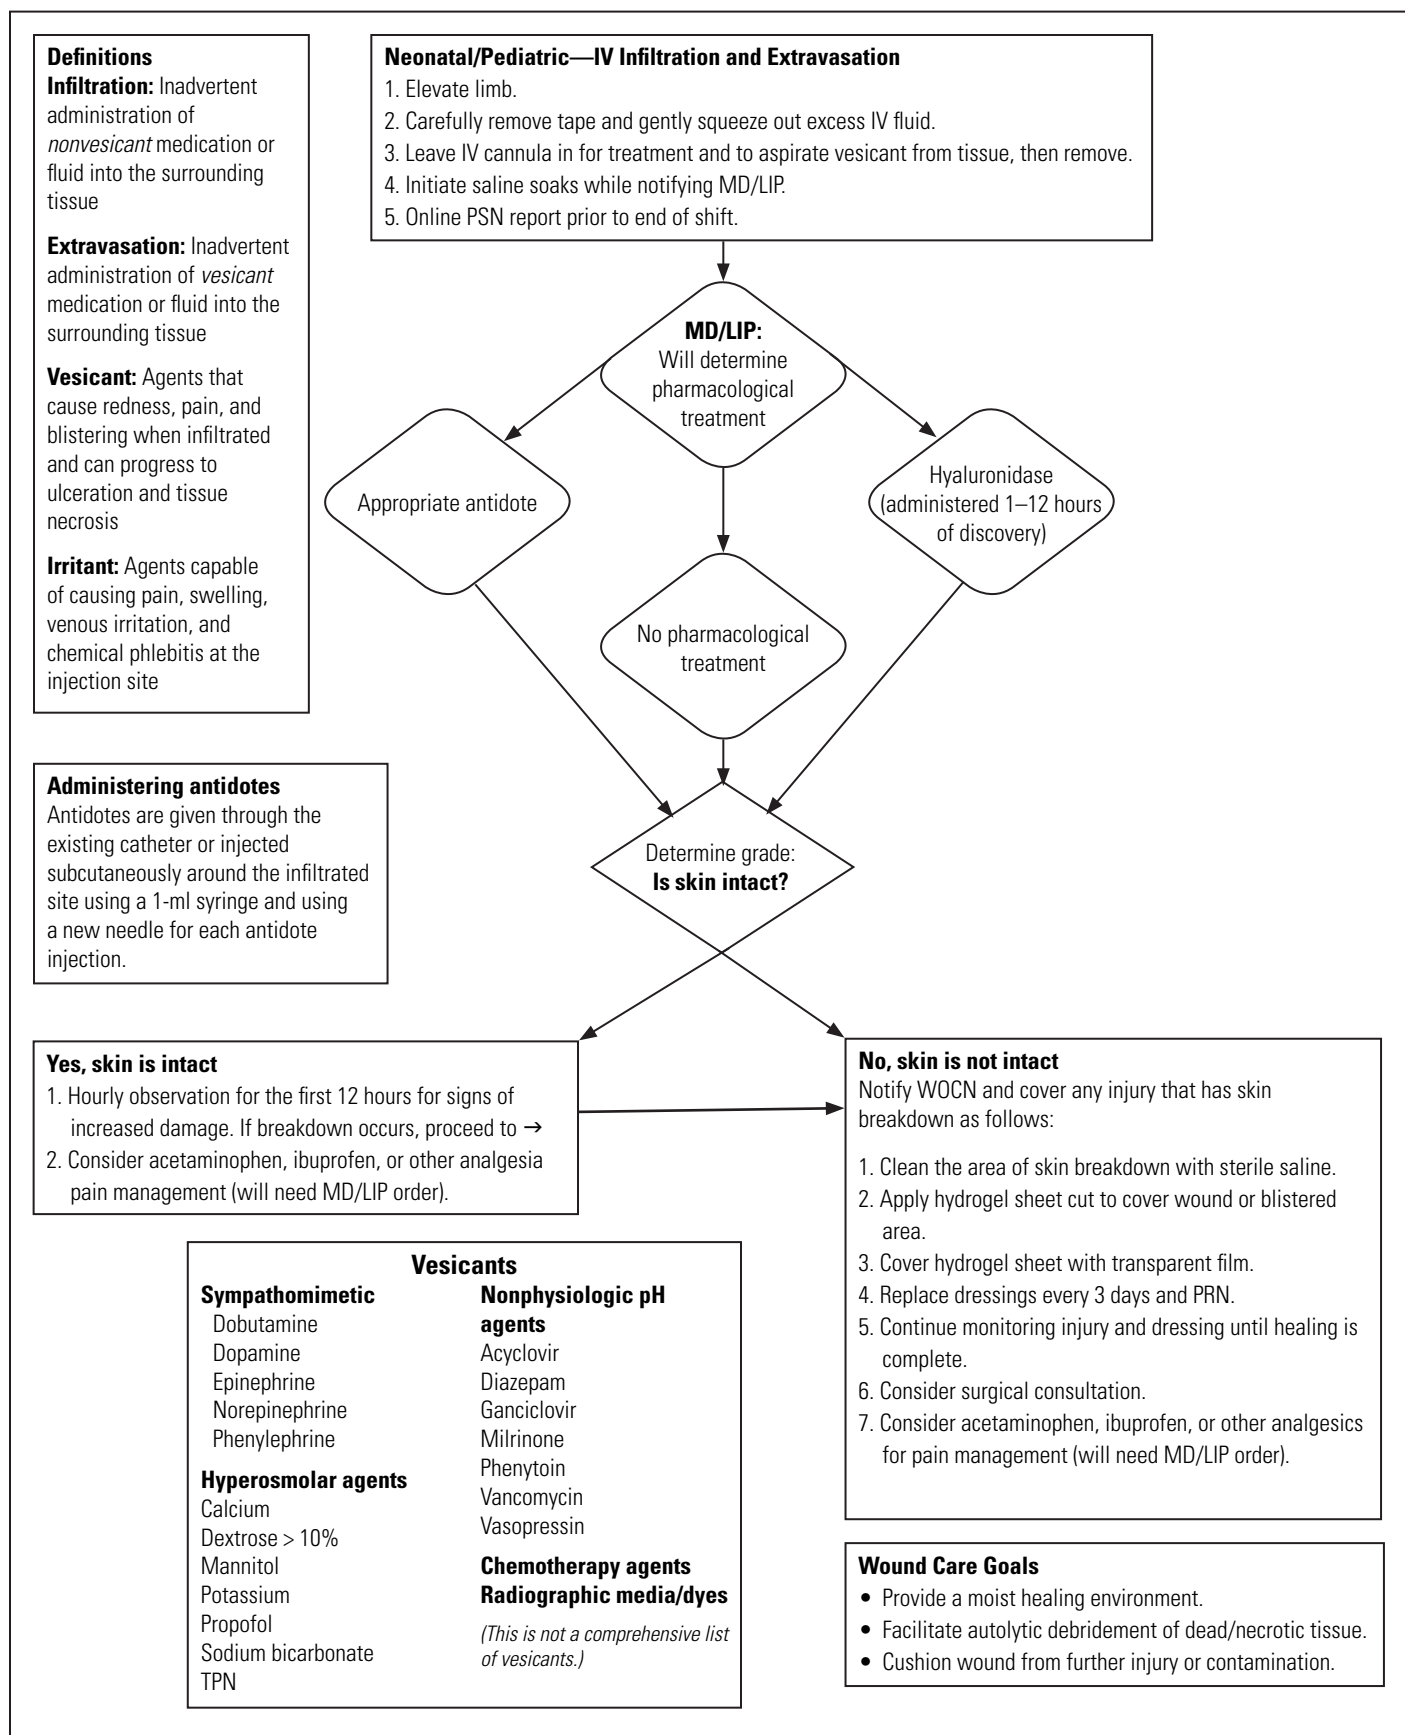 Definitions
Infiltration: Inadvertent
administration of
nonvesicant medication or
fluid into the surrounding
tissue
Extravasation: Inadvertent
administration of vesicant
medication or fluid into the
surrounding tissue
Vesicant: Agents that
cause redness, pain, and
blistering when infiltrated
and can progress to
ulceration and tissue
necrosis
Irritant: Agents capable
of causing pain, swelling,
venous irritation, and
chemical phlebitis at the
injection site
Neonatal/Pediatric—IV Infiltration and Extravasation
1. Elevate limb.
2. Carefully remove tape and gently squeeze out excess IV fluid.
3. Leave IV cannula in for treatment and to aspirate vesicant from tissue, then remove.
4. Initiate saline soaks while notifying MD/LIP.
5. Online PSN report prior to end of shift.
MD/LIP:
Will determine
pharmacological
treatment
Appropriate antidote
Hyaluronidase
(administered 1–12 hours
of discovery)
No pharmacological
treatment
Administering antidotes
Antidotes are given through the
existing catheter or injected
subcutaneously around the infiltrated
site using a 1-ml syringe and using
a new needle for each antidote
injection.
Determine grade:
Is skin intact?
Yes, skin is intact
1. Hourly observation for the first 12 hours for signs of
increased damage. If breakdown occurs, proceed to →
2. Consider acetaminophen, ibuprofen, or other analgesia
pain management (will need MD/LIP order).
No, skin is not intact
Notify WOCN and cover any injury that has skin
breakdown as follows:
1. Clean the area of skin breakdown with sterile saline.
2. Apply hydrogel sheet cut to cover wound or blistered
area.
3. Cover hydrogel sheet with transparent film.
4. Replace dressings every 3 days and PRN.
5. Continue monitoring injury and dressing until healing is
complete.
6. Consider surgical consultation.
7. Consider acetaminophen, ibuprofen, or other analgesics
for pain management (will need MD/LIP order).
Vesicants
Sympathomimetic
Dobutamine
Dopamine
Epinephrine
Norepinephrine
Phenylephrine
Hyperosmolar agents
Calcium
Dextrose > 10%
Mannitol
Potassium
Propofol
Sodium bicarbonate
TPN
Nonphysiologic pH
agents
Acyclovir
Diazepam
Ganciclovir
Milrinone
Phenytoin
Vancomycin
Vasopressin
Chemotherapy agents
Radiographic media/dyes
(This is not a comprehensive list
of vesicants.)
Wound Care Goals
• Provide a moist healing environment.
• Facilitate autolytic debridement of dead/necrotic tissue.
• Cushion wound from further injury or contamination.